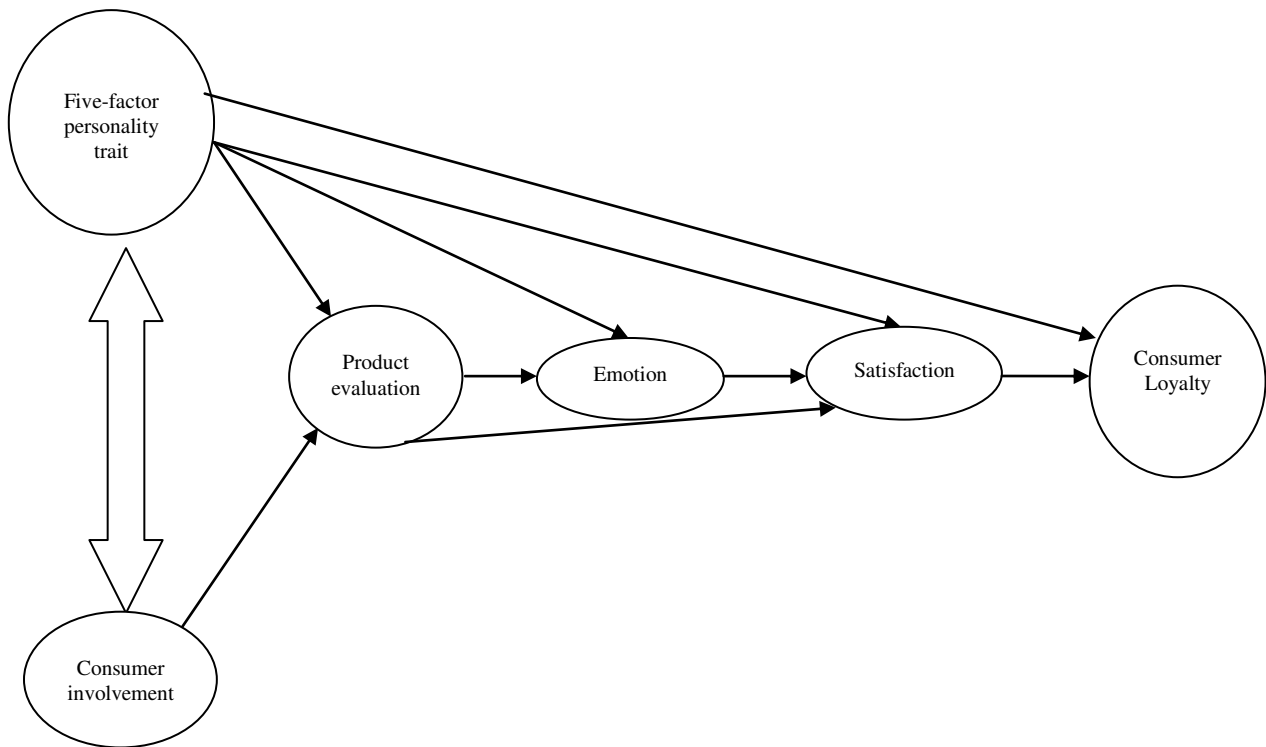 Five-factor
personality
trait
Product
evaluation
Emotion
Satisfaction
Consumer
Loyalty
Consumer
involvement